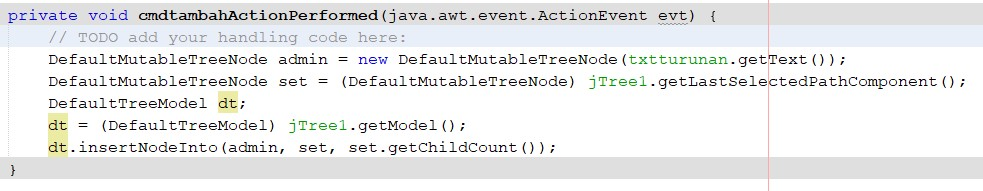 private void cmdtambahActionPerformed(java.awt.event.ActionEvent evt) {
// TODO add your handling code here:
DefaultMutableTreeNode admin = new DefaultMutableTreeNode(txtturunan.getText());
DefaultMutableTreeNode set = (DefaultMutableTreeNode) jTree1.getLastSelectedPathComponent();
DefaultTreeModel dt;
dt = (DefaultTreeModel) jTree1.getModel();
dt.insertNodeInto(admin, set, set.getChildCount());
}